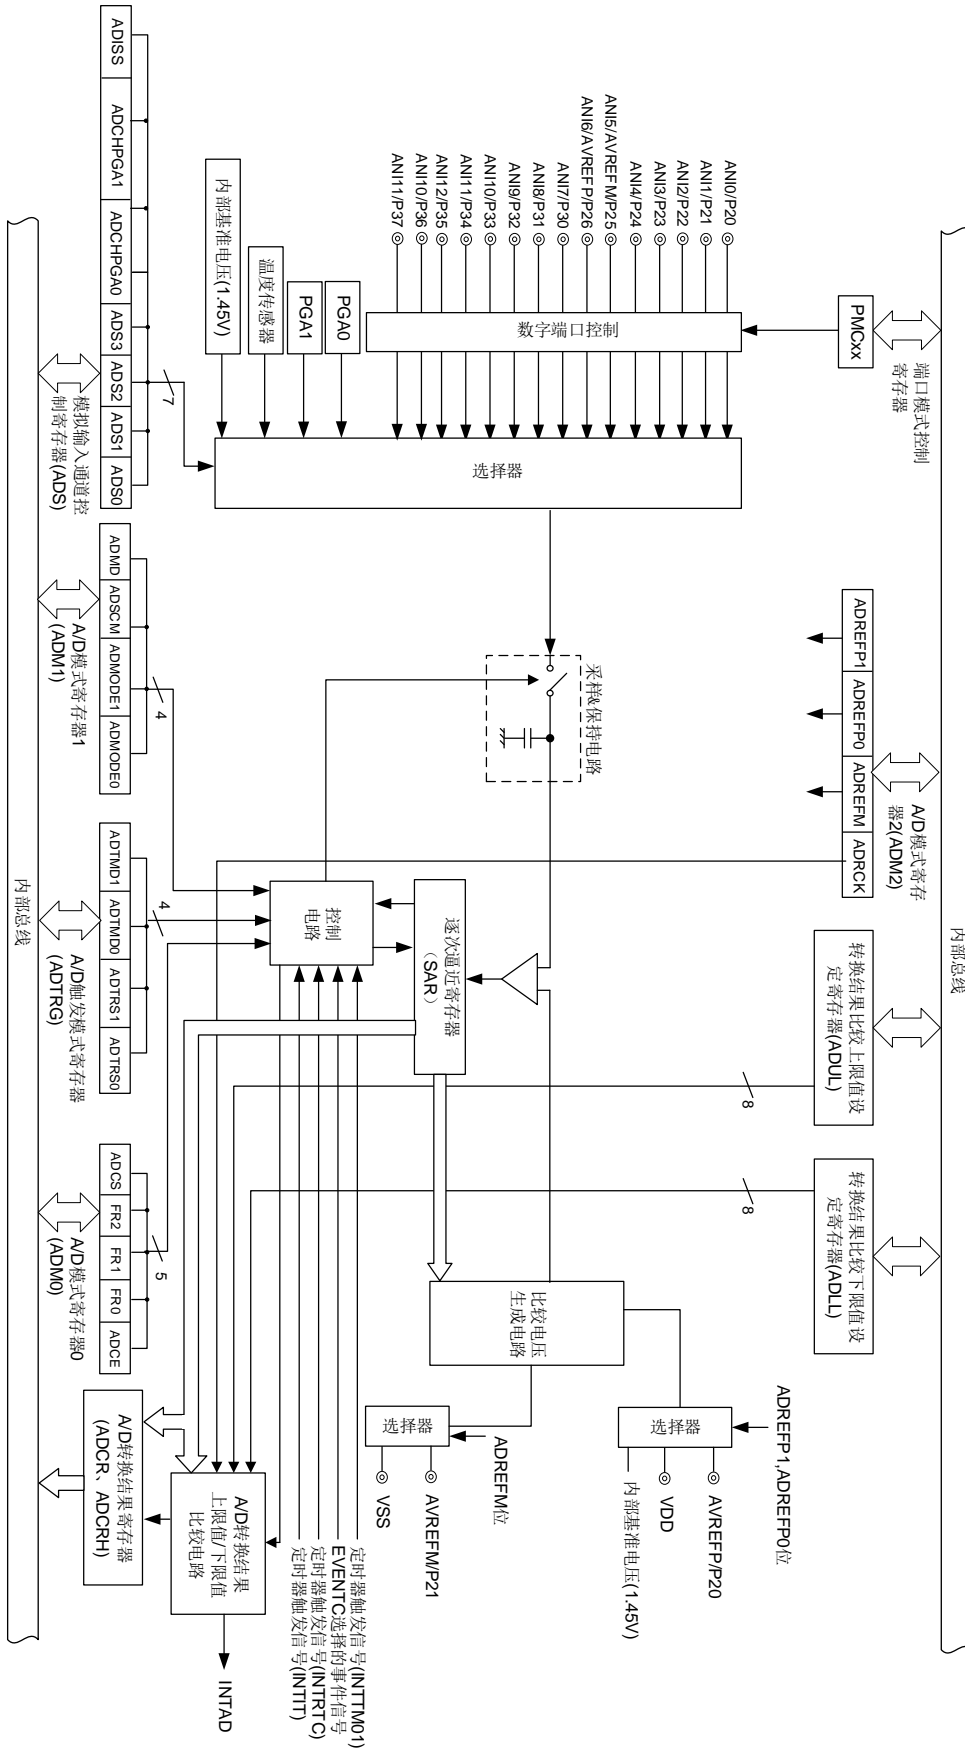 内部总线
PMCxx
端口模式控制
寄存器
ADREFP1
ADREFP0
ADREFM
ADRCK
A/D模式寄存
器2(ADM2)
转换结果比较上限值设
定寄存器(ADUL)
转换结果比较下限值设
定寄存器(ADLL)
8
8
ANI0/P20
ANI1/P21
ANI2/P22
ANI3/P23
ANI4/P24
ANI5/AVREFM/P25
ANI6/AVREFP/P26
ANI7/P30
ANI8/P31
ANI9/P32
ANI10/P33
ANI11/P34
ANI12/P35
ANI10/P36
ANI11/P37
数字端口控制
PGA0
PGA1
温度传感器
内部基准电压(1.45V)
选择器
采样&保持电路
逐次逼近寄存器
(SAR)
控制
电路
比较电压
生成电路
选择器
ADREFP1,ADREFP0位
AVREFP/P20
VDD
内部基准电压(1.45V)
选择器
ADREFM位
AVREFM/P21
VSS
定时器触发信号(INTTM01)
EVENTC选择的事件信号
定时器触发信号(INTRTC)
定时器触发信号(INTIT)
A/D转换结果
上限值/下限值
比较电路
INTAD
A/D转换结果寄存器
(ADCR、ADCRH)
7
4
4
5
ADISS
ADCHPGA1
ADCHPGA0
ADS3
ADS2
ADS1
ADS0
模拟输入通道控
制寄存器(ADS)
ADMD
ADSCM
ADMODE1
ADMODE0
A/D模式寄存器1
(ADM1)
ADTMD1
ADTMD0
ADTRS1
ADTRS0
A/D触发模式寄存器
(ADTRG)
ADCS
FR2
FR1
FR0
ADCE
A/D模式寄存器0
(ADM0)
内部总线